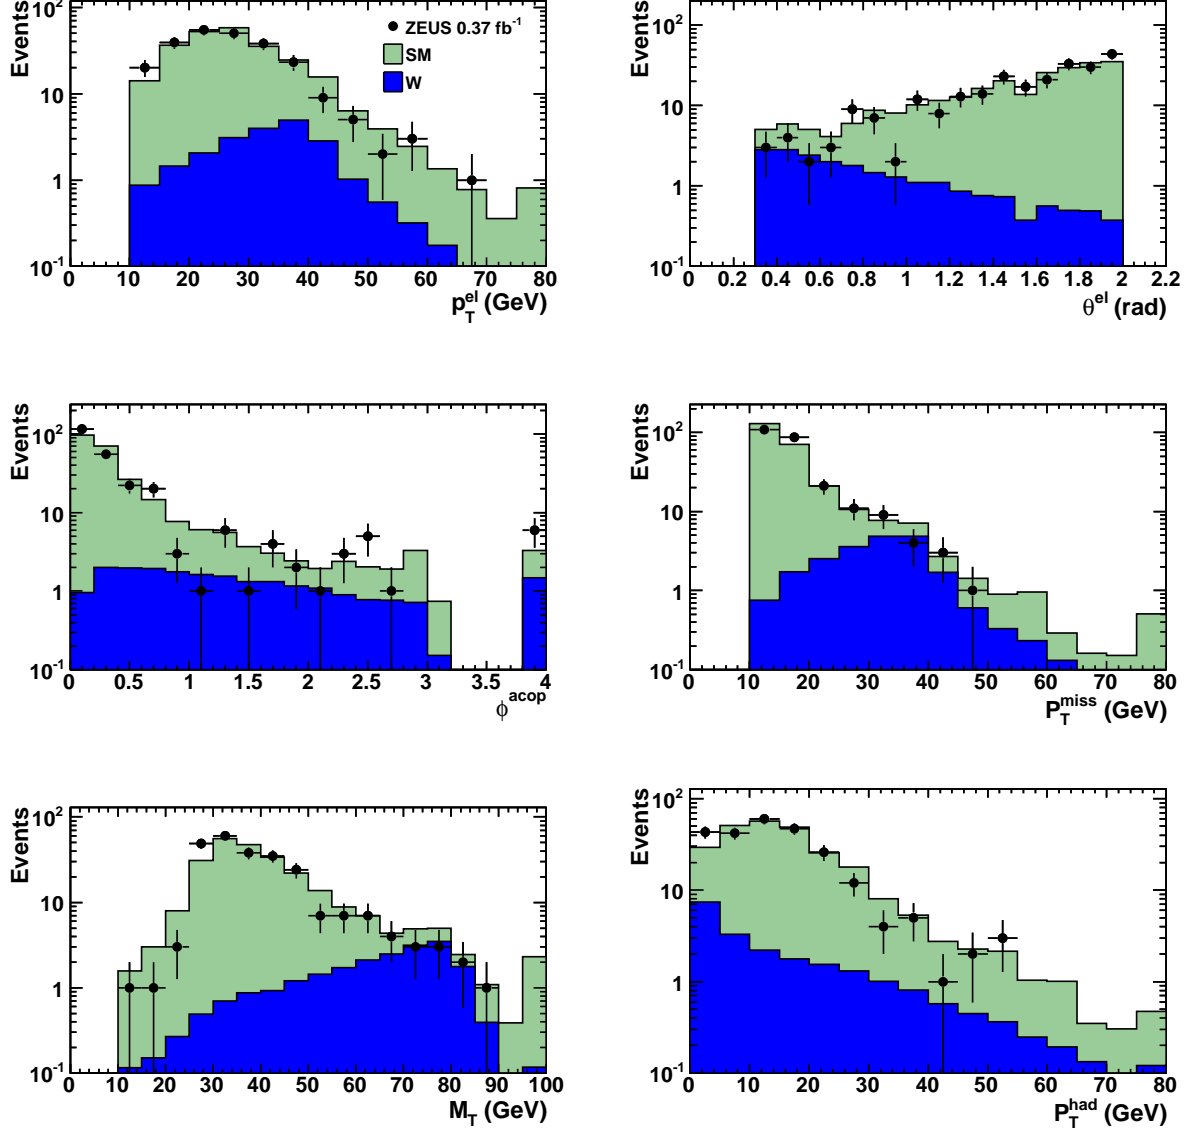 Events
10²
10
1
10⁻¹
0 10 20 30 40 50 60 70 80
p_T^el (GeV)
ZEUS 0.37 fb⁻¹
SM
W
Events
10²
10
1
10⁻¹
0 0.2 0.4 0.6 0.8 1 1.2 1.4 1.6 1.8 2 2.2
θ^el (rad)
Events
10²
10
1
10⁻¹
0 0.5 1 1.5 2 2.5 3 3.5 4
ϕ^acop
Events
10²
10
1
10⁻¹
0 10 20 30 40 50 60 70 80
P_T^miss (GeV)
Events
10²
10
1
10⁻¹
0 10 20 30 40 50 60 70 80 90 100
M_T (GeV)
Events
10²
10
1
10⁻¹
0 10 20 30 40 50 60 70 80
P_T^had (GeV)